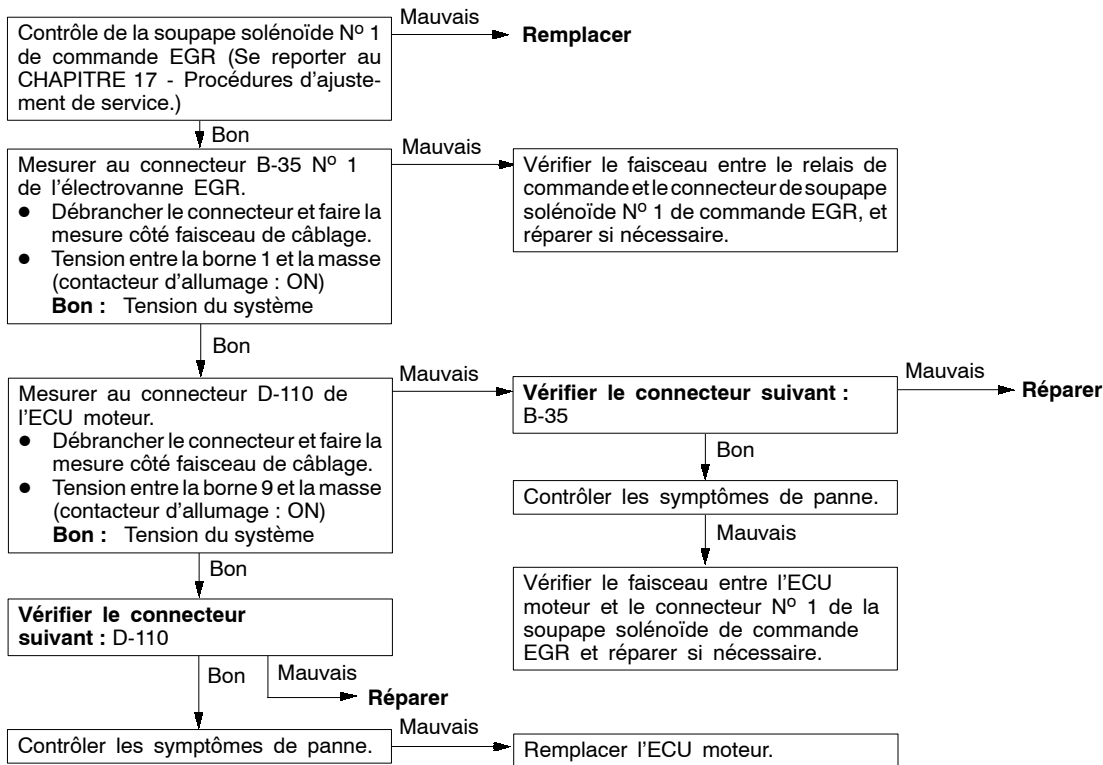 Contrôle de la soupape solénoïde Nº 1
de commande EGR (Se reporter au
CHAPITRE 17 - Procédures d'ajuste-
ment de service.)
Mauvais
Remplacer
Bon
Mesurer au connecteur B-35 Nº 1
de l'électrovanne EGR.
● Débrancher le connecteur et faire la
mesure côté faisceau de câblage.
● Tension entre la borne 1 et la masse
(contacteur d'allumage : ON)
Bon : Tension du système
Mauvais
Vérifier le faisceau entre le relais de
commande et le connecteur de soupape
solénoïde Nº 1 de commande EGR, et
réparer si nécessaire.
Bon
Mesurer au connecteur D-110 de
l'ECU moteur.
● Débrancher le connecteur et faire la
mesure côté faisceau de câblage.
● Tension entre la borne 9 et la masse
(contacteur d'allumage : ON)
Bon : Tension du système
Mauvais
Vérifier le connecteur suivant :
B-35
Mauvais
Réparer
Bon
Contrôler les symptômes de panne.
Mauvais
Vérifier le faisceau entre l'ECU
moteur et le connecteur Nº 1 de la
soupape solénoïde de commande
EGR et réparer si nécessaire.
Bon
Vérifier le connecteur
suivant : D-110
Bon
Mauvais
Réparer
Contrôler les symptômes de panne.
Mauvais
Remplacer l'ECU moteur.